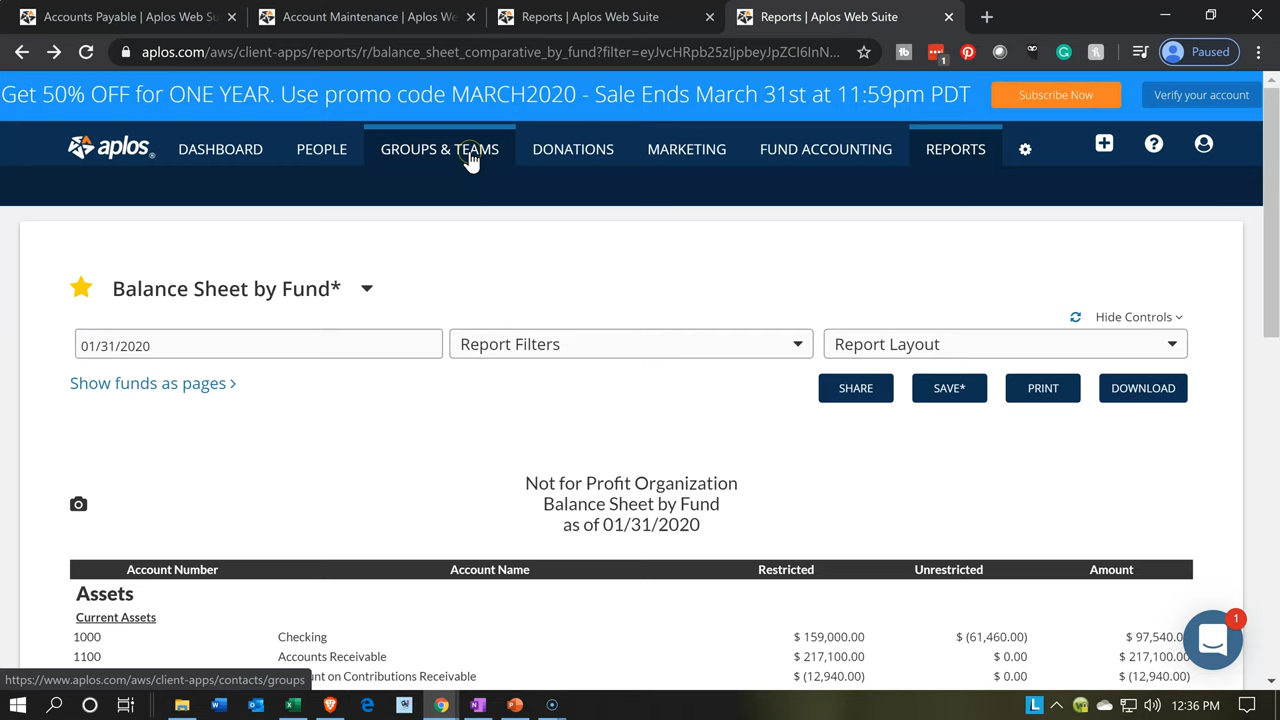 Accounts Payable | Aplos Web Su
Account Maintenance | Aplos We
Reports | Aplos Web Suite
Reports | Aplos Web Suite
aplos.com/aws/client-apps/reports/r/balance_sheet_comparative_by_fund?filter=eyJvcHRpb25zIjpbeyJpZCI6InN...
1
Paused
Get 50% OFF for ONE YEAR. Use promo code MARCH2020 - Sale Ends March 31st at 11:59pm PDT
Subscribe Now
Verify your account
aplos
DASHBOARD
PEOPLE
GROUPS & TEAMS
DONATIONS
MARKETING
FUND ACCOUNTING
REPORTS
Balance Sheet by Fund*
Hide Controls
01/31/2020
Report Filters
Report Layout
Show funds as pages >
SHARE
SAVE*
PRINT
DOWNLOAD
Not for Profit Organization
Balance Sheet by Fund
as of 01/31/2020
Account Number Account Name Restricted Unrestricted Amount
Assets
Current Assets
1000 Checking $ 159,000.00 $ (61,460.00) $ 97,540.0
1100 Accounts Receivable $ 217,100.00 $ 0.00 $ 217,100.0
ount on Contributions Receivable $ (12,940.00) $ 0.00 $ (12,940.00)
1
https://www.aplos.com/aws/client-apps/contacts/groups
12:36 PM